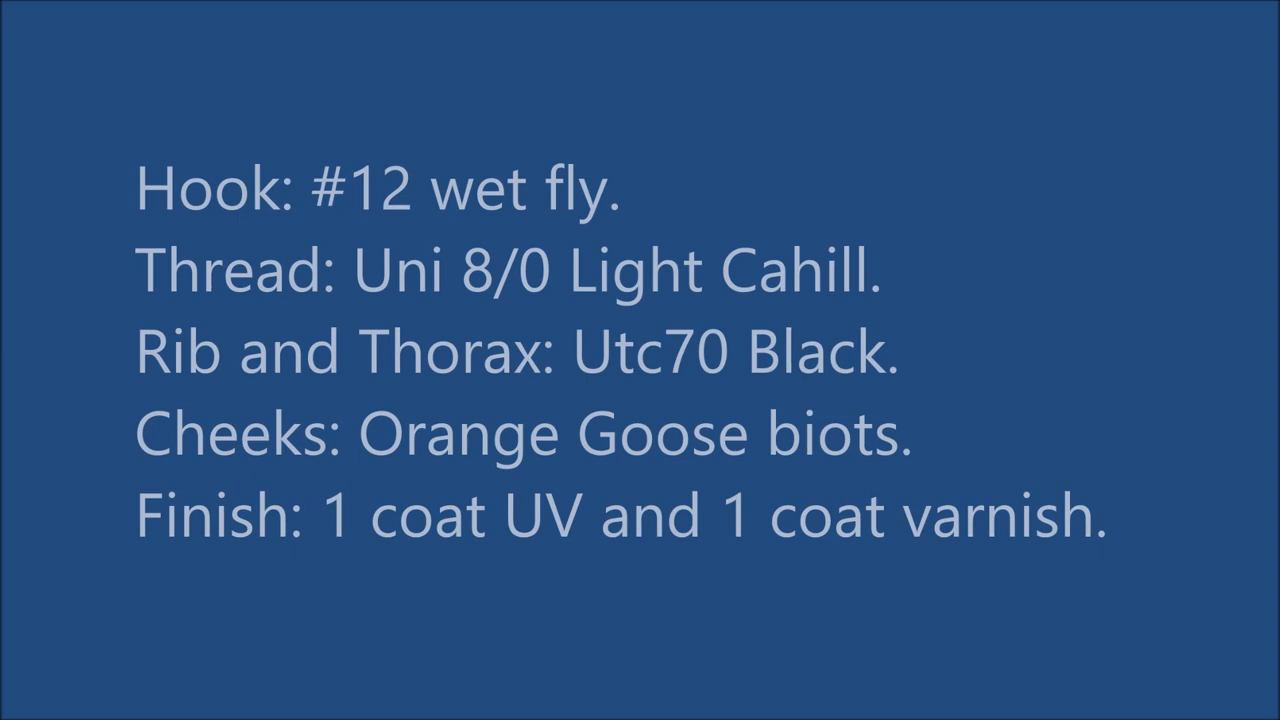 Hook: #12 wet fly.
Thread: Uni 8/0 Light Cahill.
Rib and Thorax: Utc70 Black.
Cheeks: Orange Goose biots.
Finish: 1 coat UV and 1 coat varnish.